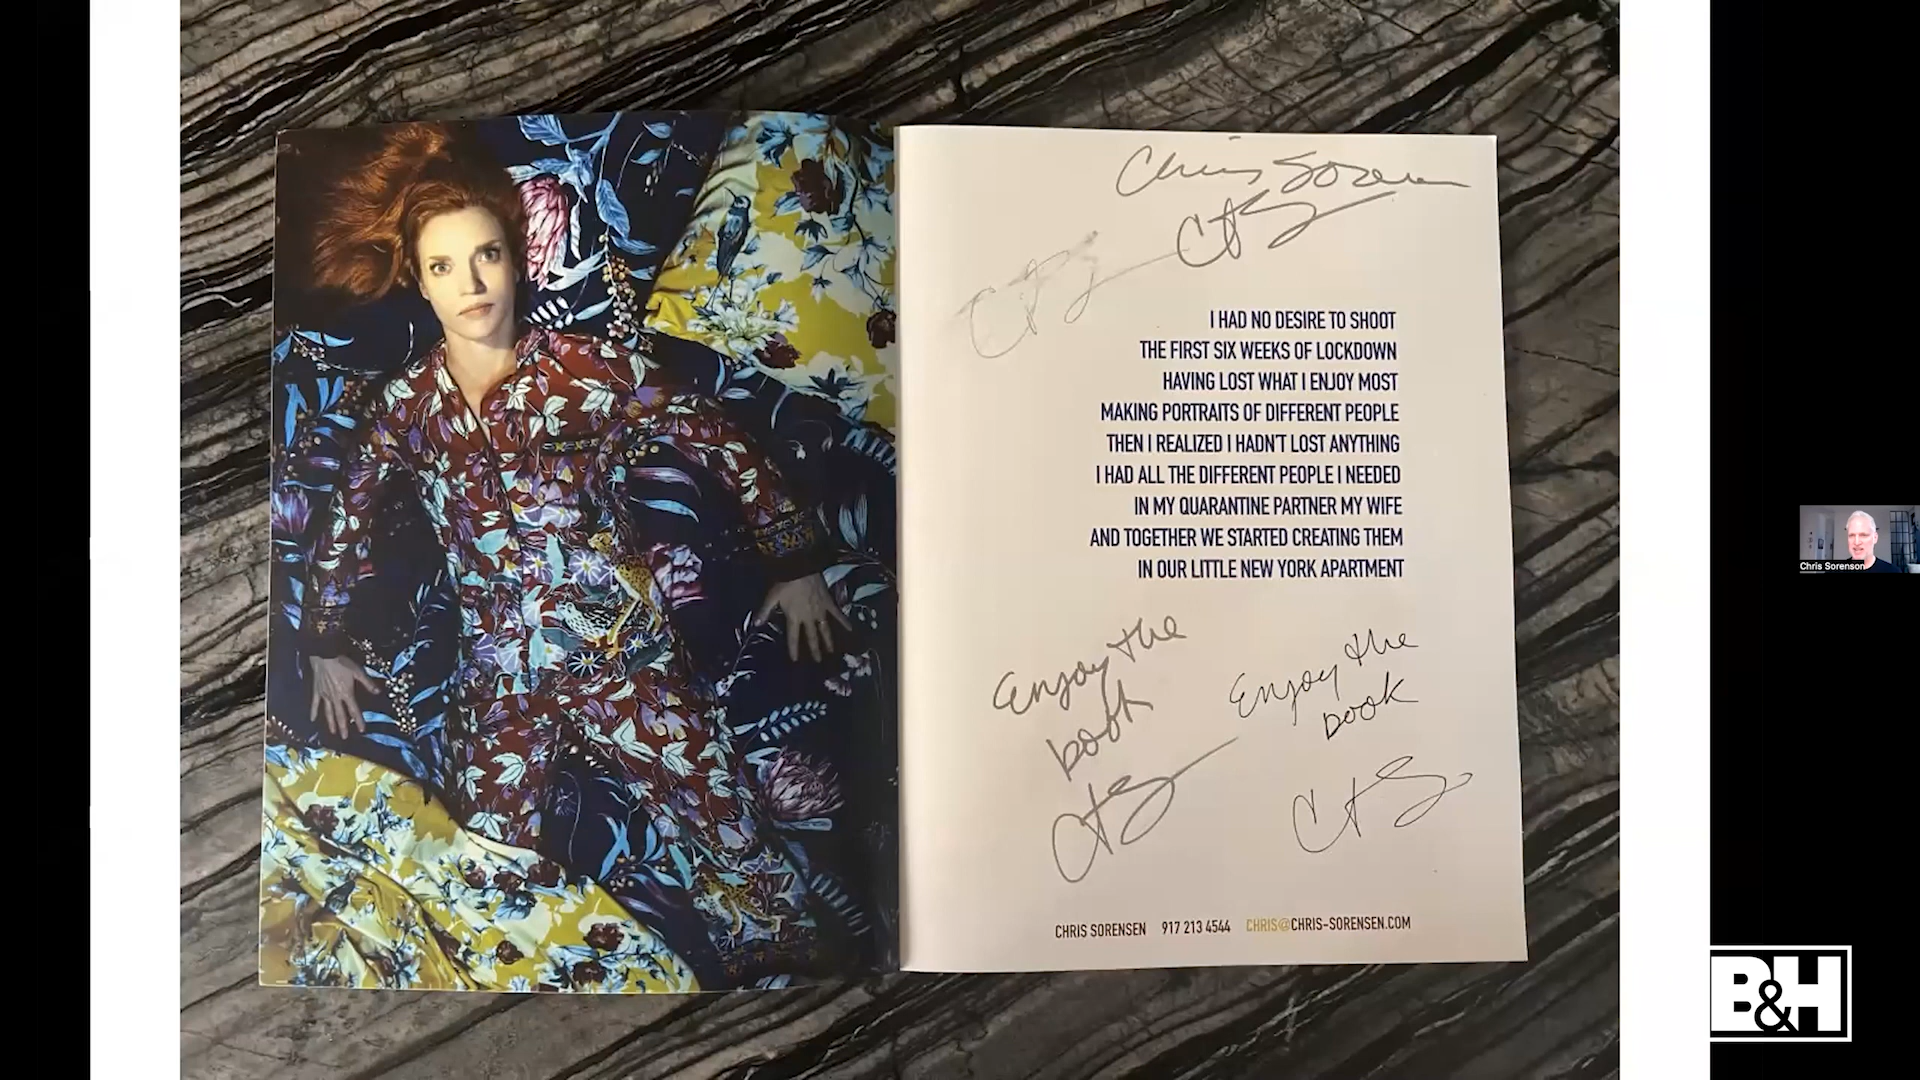 Chris Sorensen
I HAD NO DESIRE TO SHOOT
THE FIRST SIX WEEKS OF LOCKDOWN
HAVING LOST WHAT I ENJOY MOST
MAKING PORTRAITS OF DIFFERENT PEOPLE
THEN I REALIZED I HADN'T LOST ANYTHING
I HAD ALL THE DIFFERENT PEOPLE I NEEDED
IN MY QUARANTINE PARTNER MY WIFE
AND TOGETHER WE STARTED CREATING THEM
IN OUR LITTLE NEW YORK APARTMENT
Enjoy the
book
Enjoy the
book
CHRIS SORENSEN 917 213 4544 CHRIS@CHRIS-SORENSEN.COM
Chris Sorenson
B&H